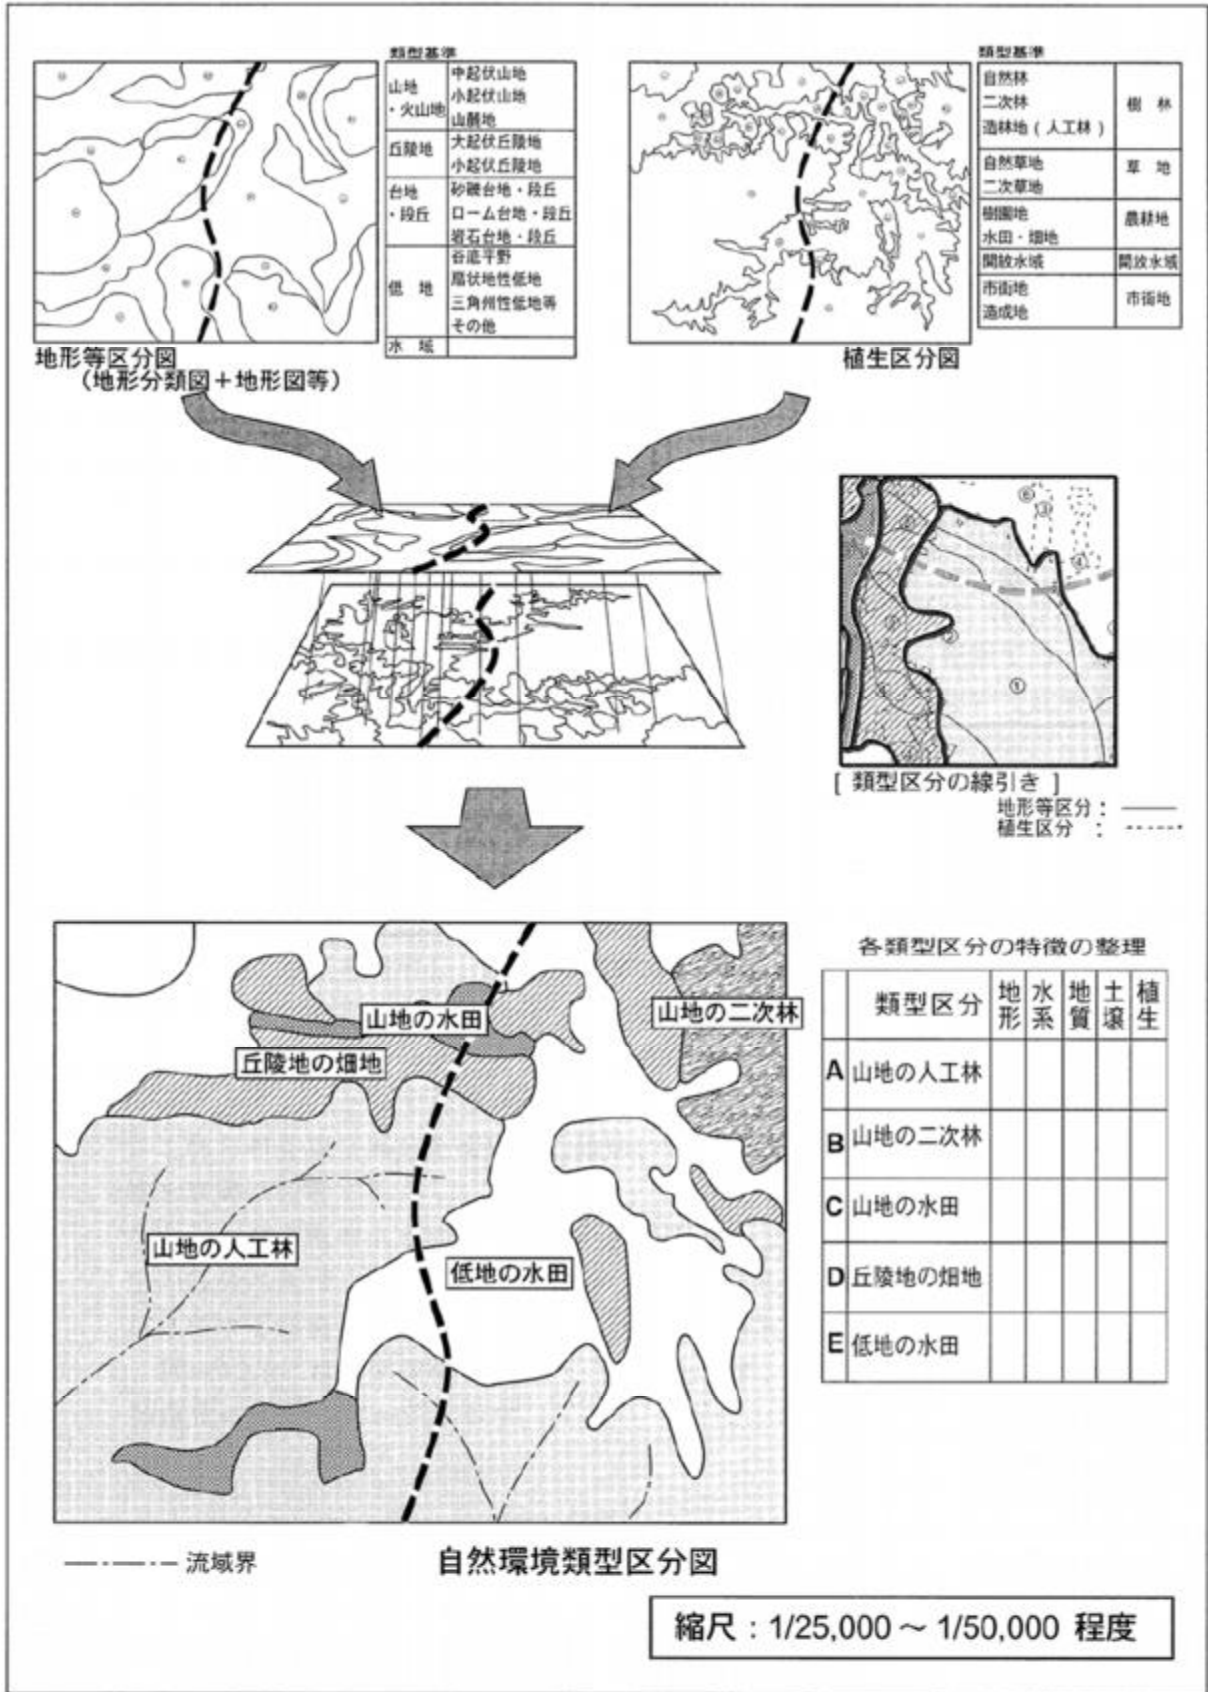 類型基準
山地・火山地
中起伏山地
小起伏山地
山麓地
丘陵地
大起伏丘陵地
小起伏丘陵地
台地・段丘
砂礫台地・段丘
ローム台地・段丘
岩石台地・段丘
低 地
谷底平野
扇状地性低地
三角州性低地等
その他
水 域
地形等区分図
(地形分類図+地形図等)
類型基準
自然林
二次林
造林地(人工林)
樹 林
自然草地
二次草地
草 地
樹園地
水田・畑地
農耕地
開放水域
開放水域
市街地
造成地
市街地
植生区分図
⑥
③
④
①
[ 類型区分の線引き ]
地形等区分:
植生区分 :
山地の水田
山地の二次林
丘陵地の畑地
山地の人工林
低地の水田
流域界
自然環境類型区分図
各類型区分の特徴の整理
類型区分 地形 水系 地質 土壌 植生
A 山地の人工林
B 山地の二次林
C 山地の水田
D 丘陵地の畑地
E 低地の水田
縮尺:1/25,000 ~ 1/50,000 程度